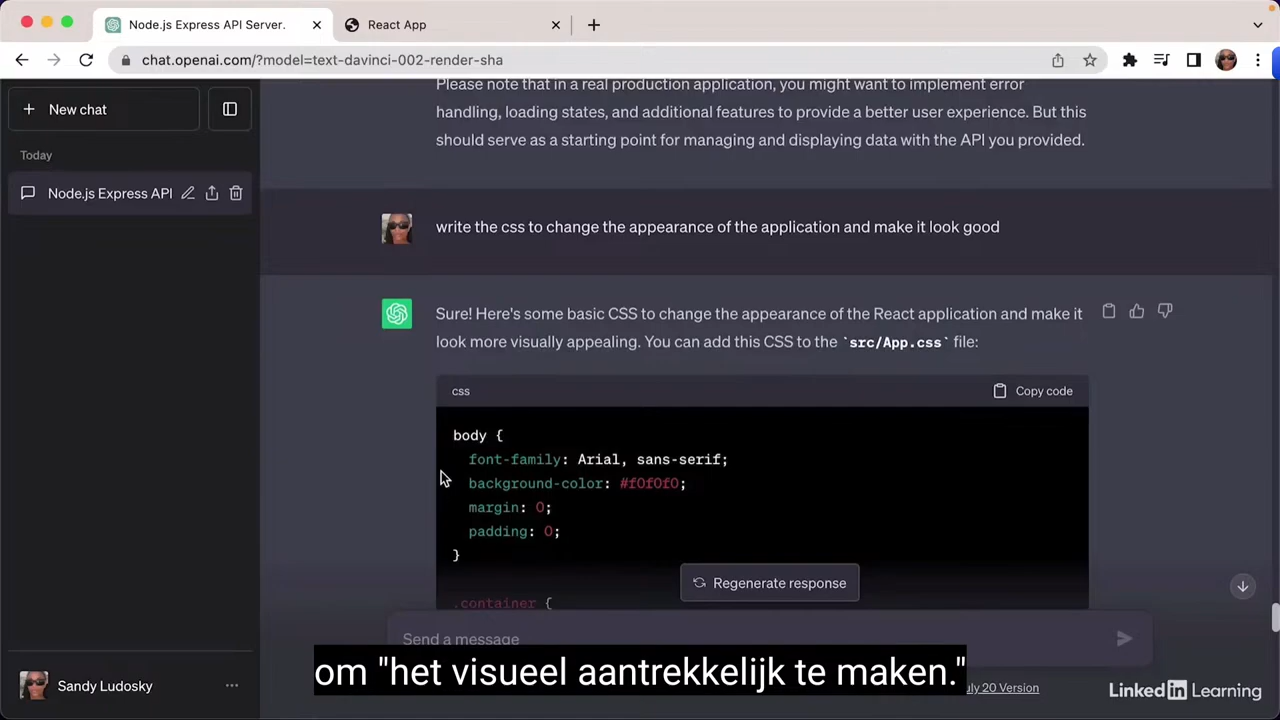 Node.js Express API Server.
React App
chat.openai.com/?model=text-davinci-002-render-sha
New chat
Today
Node.js Express API
Please note that in a real production application, you might want to implement error
handling, loading states, and additional features to provide a better user experience. But this
should serve as a starting point for managing and displaying data with the API you provided.
write the css to change the appearance of the application and make it look good
Sure! Here's some basic CSS to change the appearance of the React application and make it
look more visually appealing. You can add this CSS to the `src/App.css` file:
css
Copy code
body {
font-family: Arial, sans-serif;
background-color: #f0f0f0;
margin: 0;
padding: 0;
}
.container {
Regenerate response
Send a message
om "het visueel aantrekkelijk te maken."
Sandy Ludosky
uly 20 Version
LinkedIn Learning